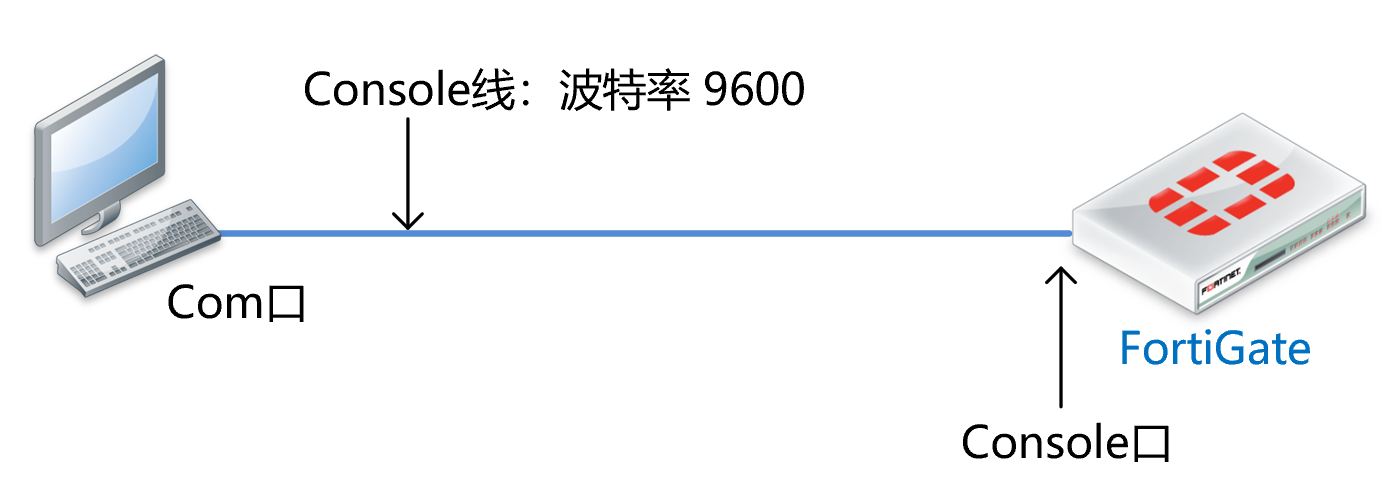 Console线：波特率 9600
Com口
FORTINET
FortiGate
Console口